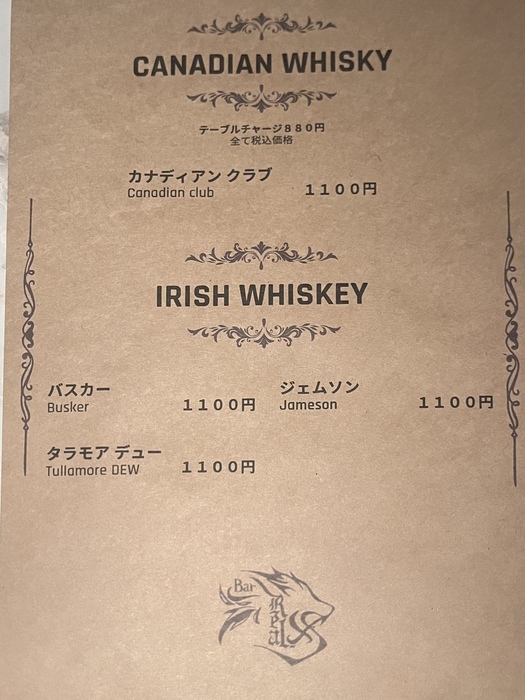 CANADIAN WHISKY
テーブルチャージ８８０円
全て税込価格
カナディアン クラブ
Canadian club
１１００円
IRISH WHISKEY
バスカー
Busker
１１００円
ジェムソン
Jameson
１１００円
タラモア デュー
Tullamore DEW
１１００円
Bar
Real